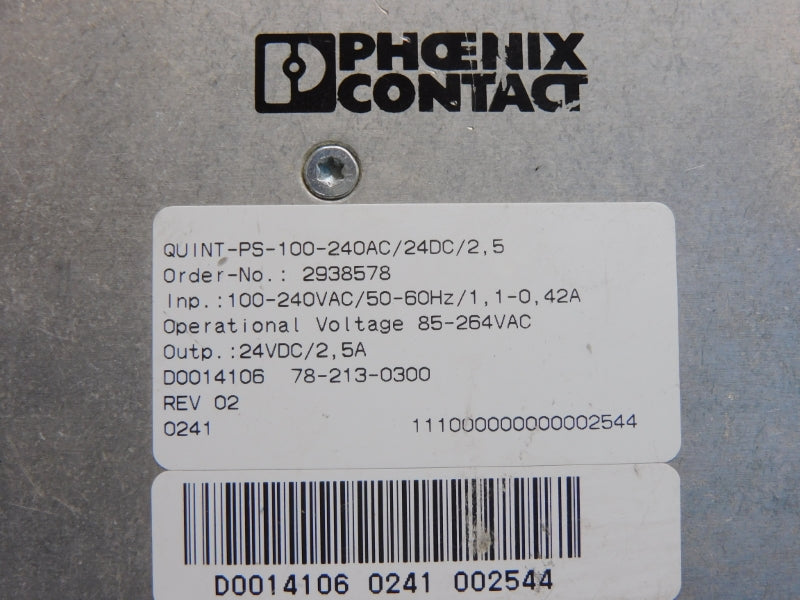 PHŒNIX
CONTACT
QUINT-PS-100-240AC/24DC/2,5
Order-No.: 2938578
Inp.:100-240VAC/50-60Hz/1,1-0,42A
Operational Voltage 85-264VAC
Outp.:24VDC/2,5A
D0014106 78-213-0300
REV 02
0241 111000000000002544
D0014106 0241 002544